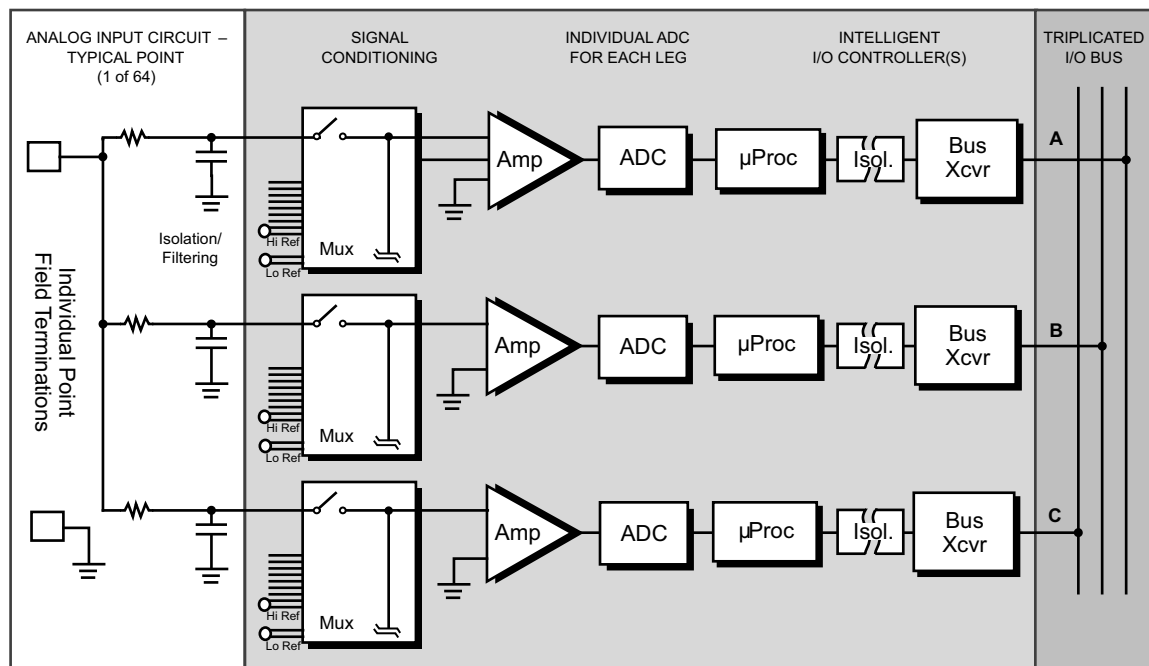 ANALOG INPUT CIRCUIT –
TYPICAL POINT
(1 of 64)
SIGNAL
CONDITIONING
INDIVIDUAL ADC
FOR EACH LEG
INTELLIGENT
I/O CONTROLLER(S)
TRIPLICATED
I/O BUS
Individual Point
Field Terminations
Isolation/
Filtering
Hi Ref
Lo Ref
Mux
Amp
ADC
µProc
Isol.
Bus
Xcvr
A
Hi Ref
Lo Ref
Mux
Amp
ADC
µProc
Isol.
Bus
Xcvr
B
Hi Ref
Lo Ref
Mux
Amp
ADC
µProc
Isol.
Bus
Xcvr
C